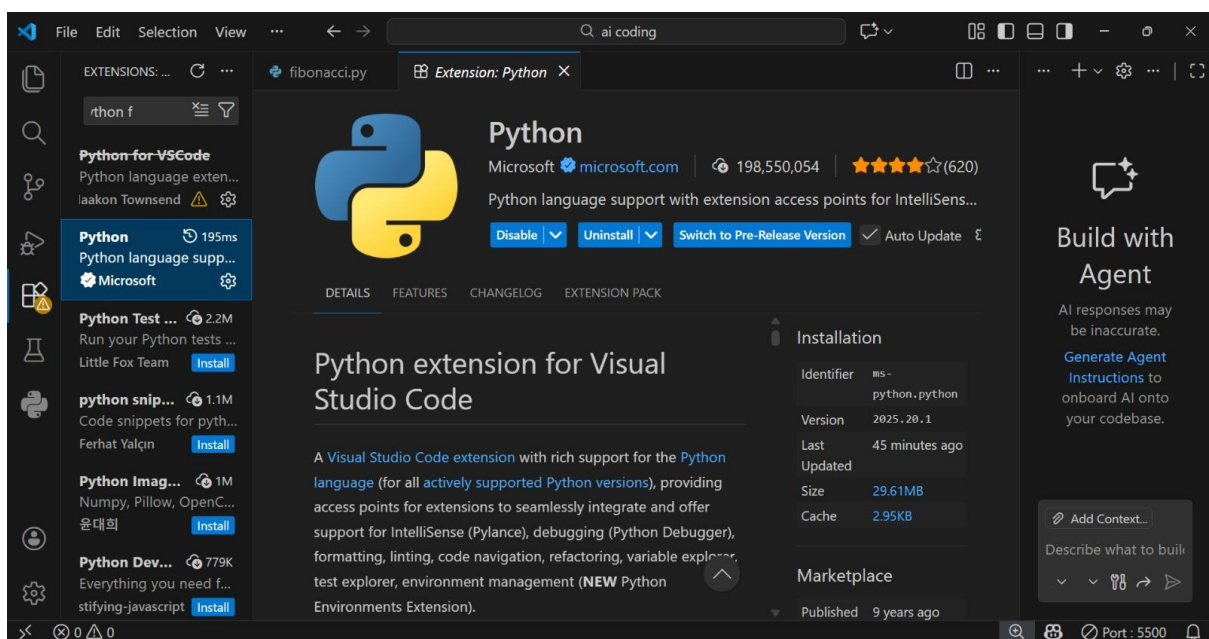 File Edit Selection View ... ai coding
EXTENSIONS: ...
fibonacci.py
Extension: Python
thon f
Python for VSCode
Python language exten...
laakon Townsend
Python 195ms
Python language supp...
Microsoft
Python Test ... 2.2M
Run your Python tests ...
Little Fox Team Install
python snip... 1.1M
Code snippets for pyth...
Ferhat Yalçın Install
Python Imag... 1M
Numpy, Pillow, OpenC...
윤대희 Install
Python Dev... 779K
Everything you need f...
stifying-javascript Install
Python
Microsoft microsoft.com 198,550,054 (620)
Python language support with extension access points for IntelliSens...
Disable Uninstall Switch to Pre-Release Version Auto Update
DETAILS FEATURES CHANGELOG EXTENSION PACK
Python extension for Visual
Studio Code
A Visual Studio Code extension with rich support for the Python
language (for all actively supported Python versions), providing
access points for extensions to seamlessly integrate and offer
support for IntelliSense (Pylance), debugging (Python Debugger),
formatting, linting, code navigation, refactoring, variable explorer,
test explorer, environment management (NEW Python
Environments Extension).
Installation
Identifier ms-
python.python
Version 2025.20.1
Last 45 minutes ago
Updated
Size 29.61MB
Cache 2.95KB
Marketplace
Published 9 years ago
Build with
Agent
AI responses may
be inaccurate.
Generate Agent
Instructions to
onboard AI onto
your codebase.
Add Context...
Describe what to buil
0 0 Port : 5500